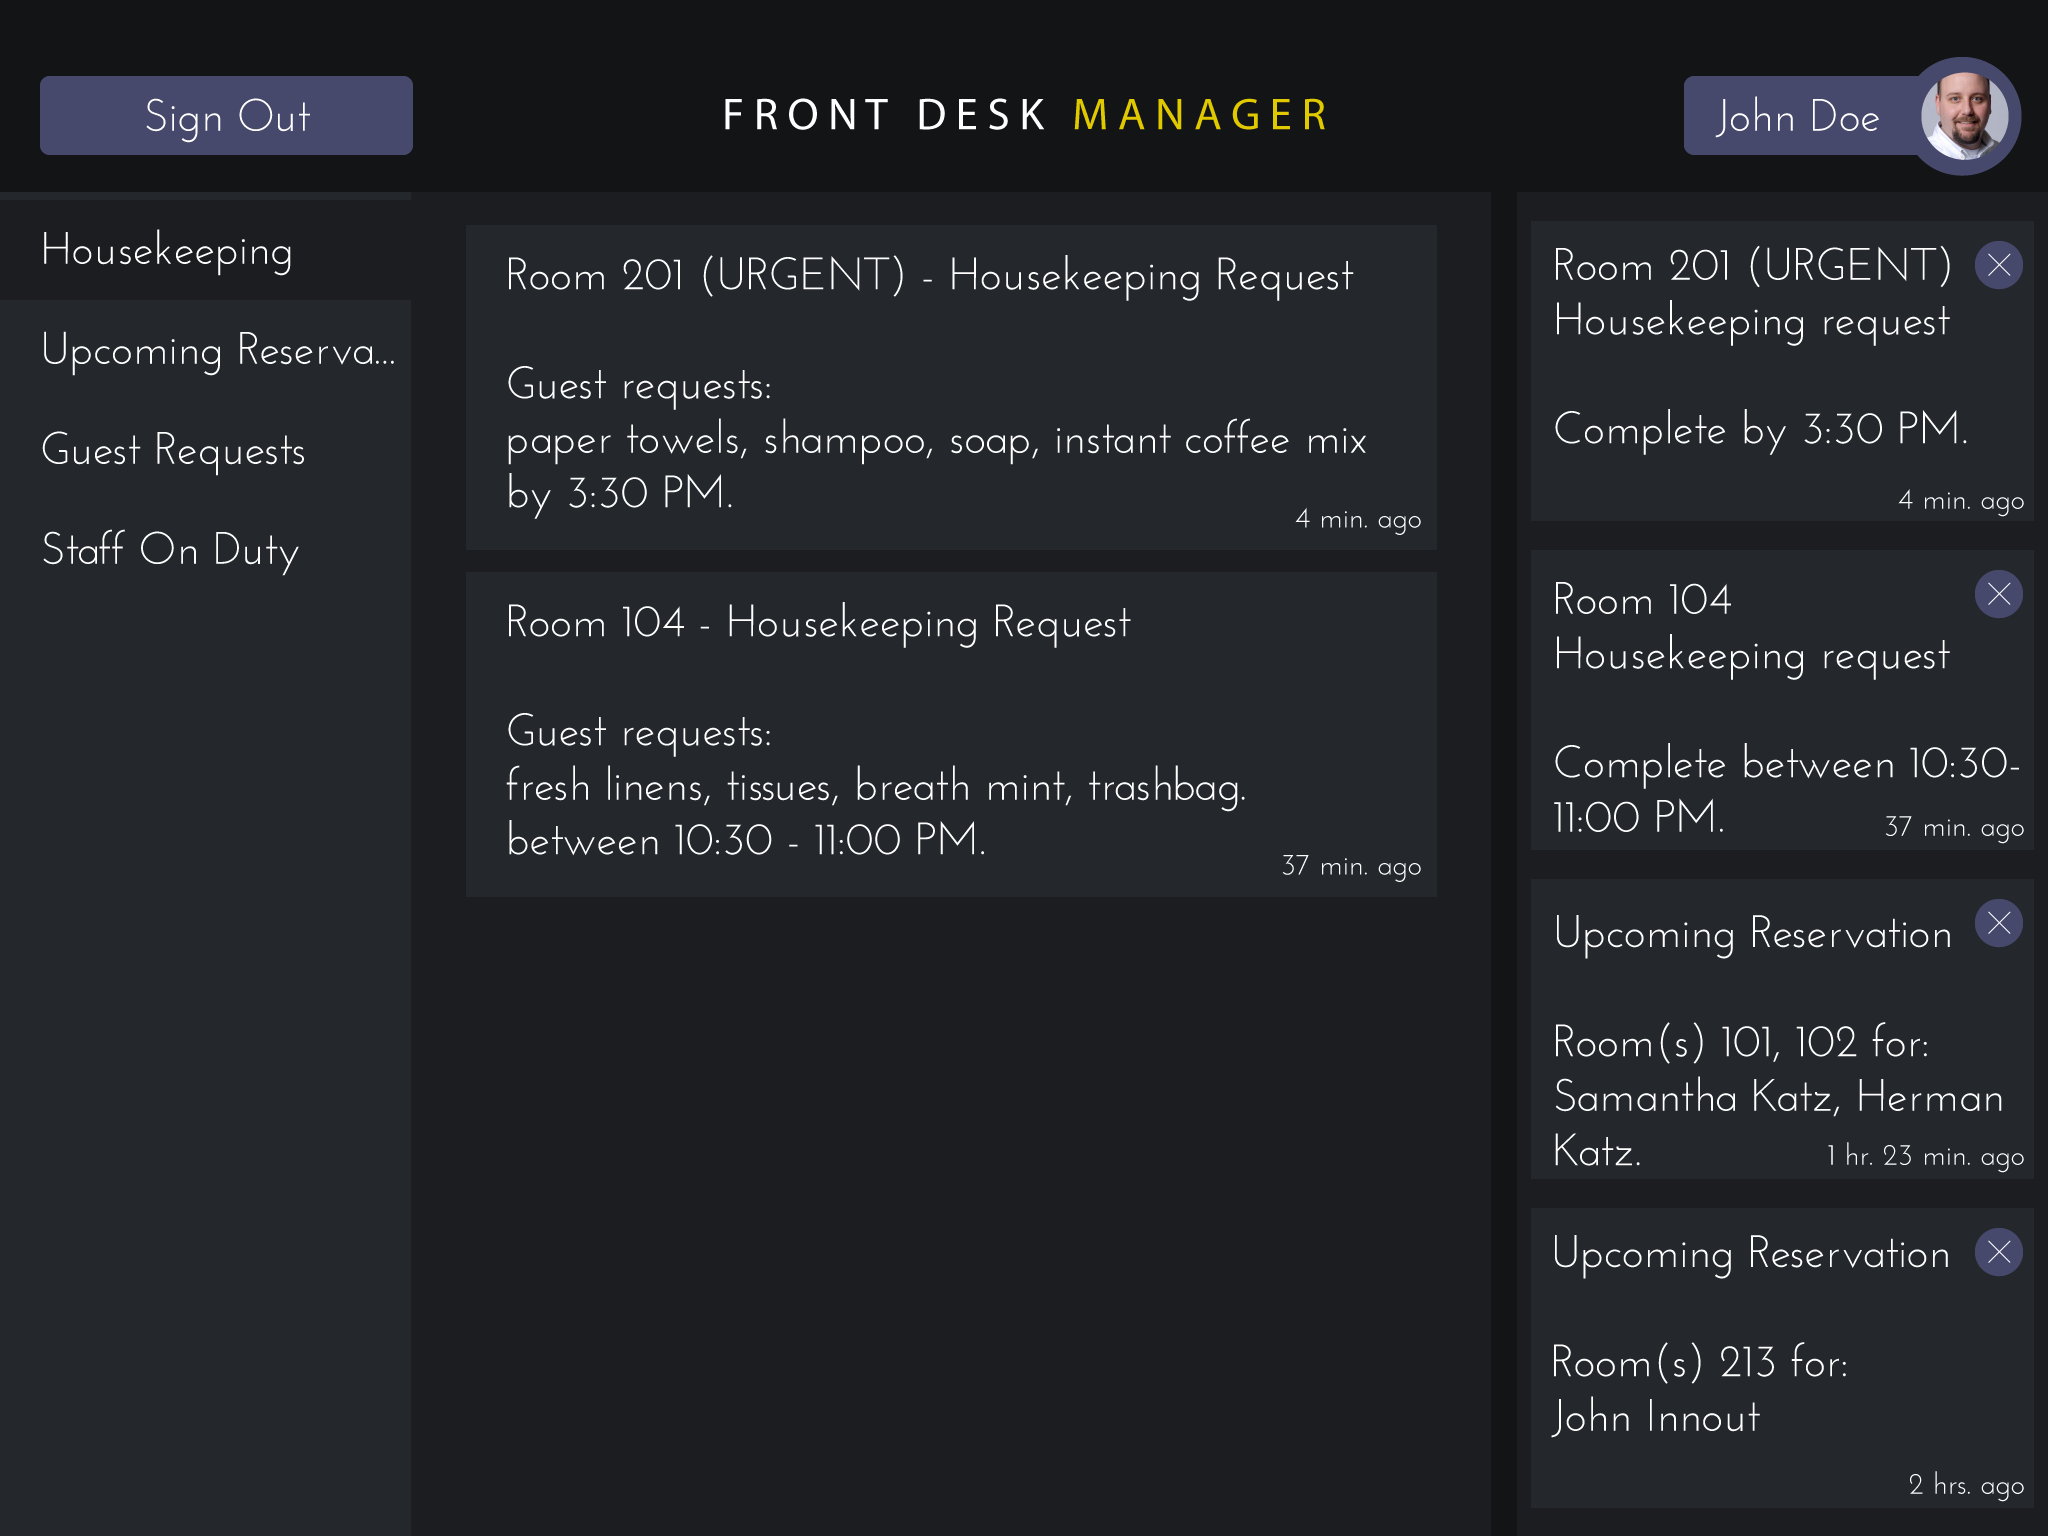 Sign Out
FRONT DESK MANAGER
John Doe
Housekeeping
Upcoming Reserva...
Guest Requests
Staff On Duty
Room 201 (URGENT) - Housekeeping Request
Guest requests:
paper towels, shampoo, soap, instant coffee mix
by 3:30 PM.
4 min. ago
Room 104 - Housekeeping Request
Guest requests:
fresh linens, tissues, breath mint, trashbag.
between 10:30 - 11:00 PM.
37 min. ago
Room 201 (URGENT)
Housekeeping request
Complete by 3:30 PM.
4 min. ago
Room 104
Housekeeping request
Complete between 10:30-
11:00 PM.
37 min. ago
Upcoming Reservation
Room(s) 101, 102 for:
Samantha Katz, Herman
Katz.
1 hr. 23 min. ago
Upcoming Reservation
Room(s) 213 for:
John Innout
2 hrs. ago